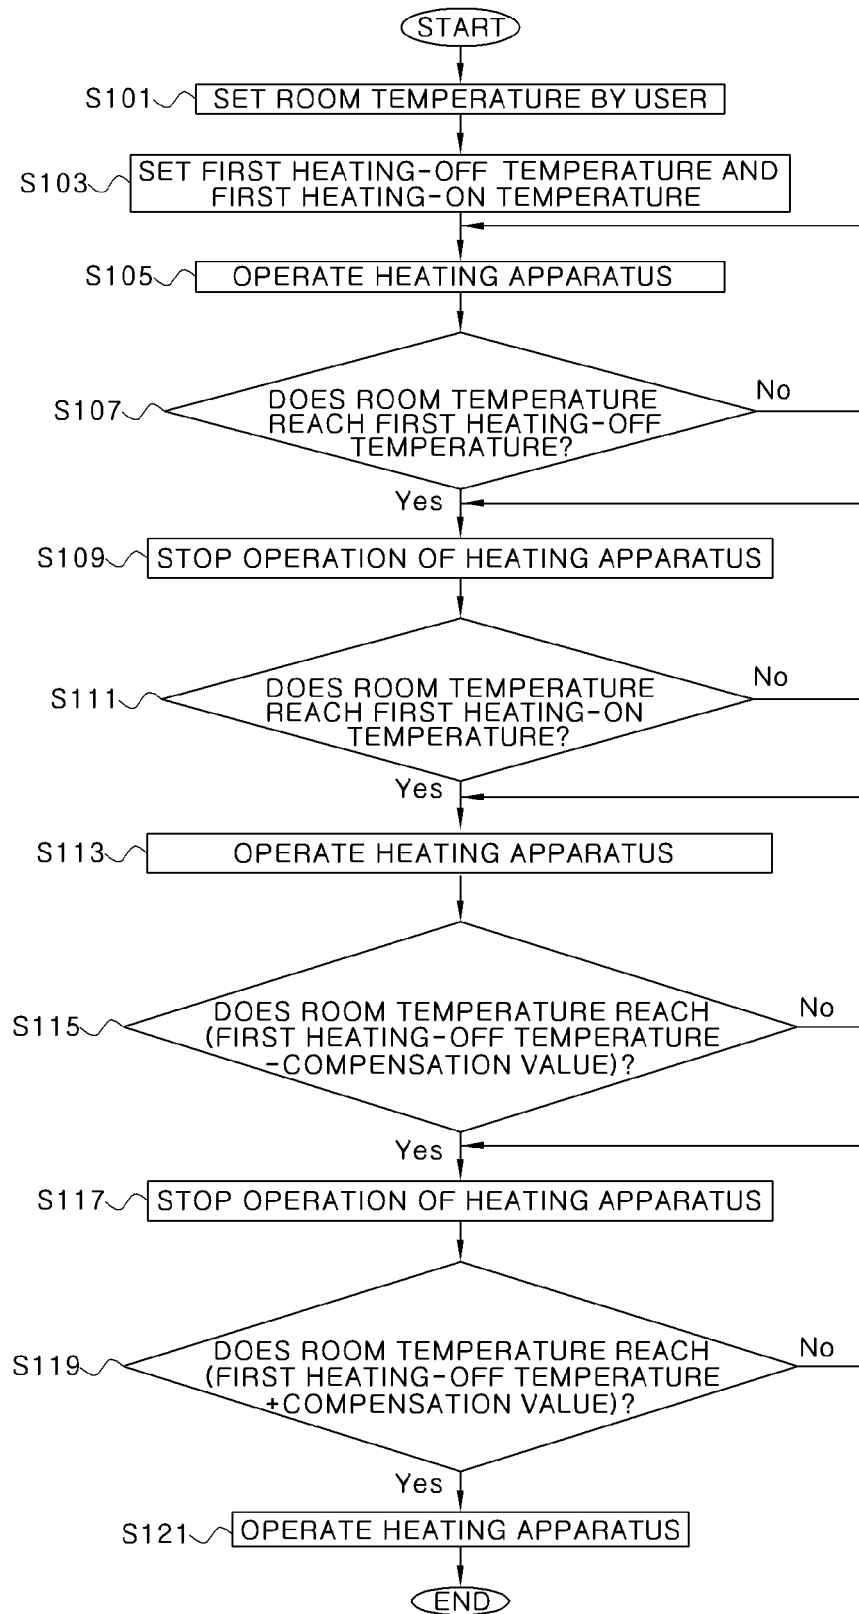 START
S101
SET ROOM TEMPERATURE BY USER
S103
SET FIRST HEATING-OFF TEMPERATURE AND
FIRST HEATING-ON TEMPERATURE
S105
OPERATE HEATING APPARATUS
S107
DOES ROOM TEMPERATURE
REACH FIRST HEATING-OFF
TEMPERATURE?
No
Yes
S109
STOP OPERATION OF HEATING APPARATUS
S111
DOES ROOM TEMPERATURE
REACH FIRST HEATING-ON
TEMPERATURE?
No
Yes
S113
OPERATE HEATING APPARATUS
S115
DOES ROOM TEMPERATURE REACH
(FIRST HEATING-OFF TEMPERATURE
-COMPENSATION VALUE)?
No
Yes
S117
STOP OPERATION OF HEATING APPARATUS
S119
DOES ROOM TEMPERATURE REACH
(FIRST HEATING-OFF TEMPERATURE
+COMPENSATION VALUE)?
No
Yes
S121
OPERATE HEATING APPARATUS
END